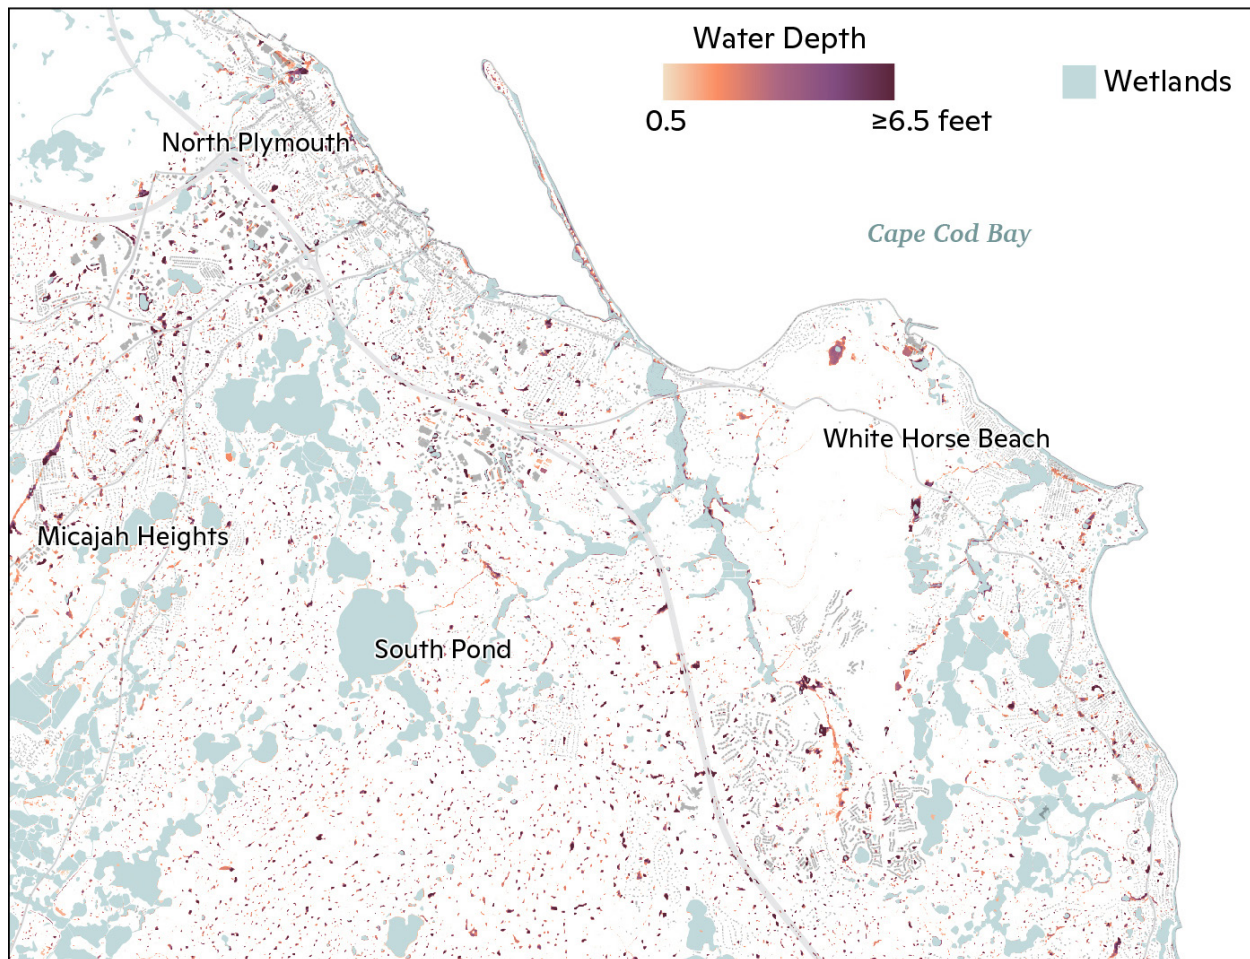 Water Depth
0.5
≥6.5 feet
Wetlands
North Plymouth
Cape Cod Bay
White Horse Beach
Micajah Heights
South Pond